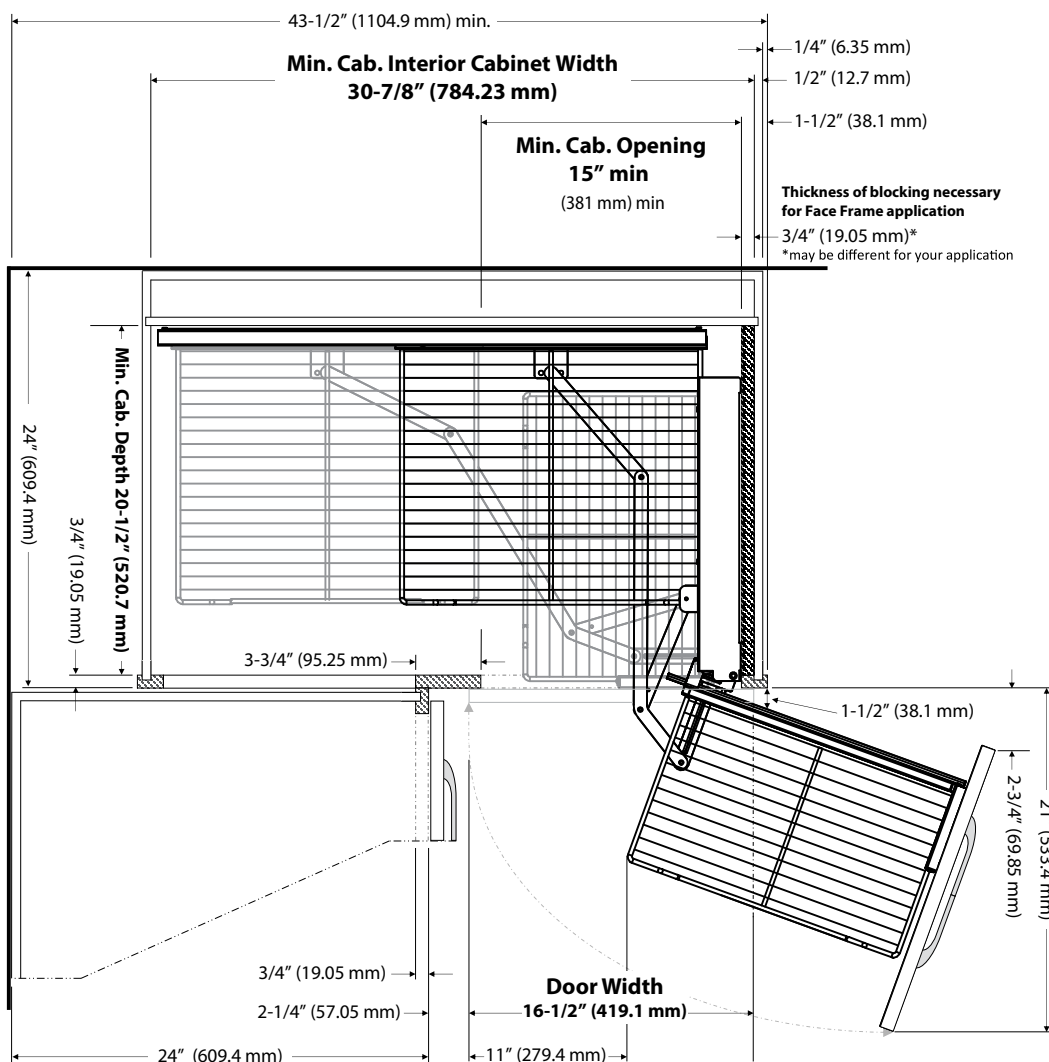 43-1/2” (1104.9 mm) min.
1/4” (6.35 mm)
Min. Cab. Interior Cabinet Width
30-7/8” (784.23 mm)
1/2” (12.7 mm)
1-1/2” (38.1 mm)
Min. Cab. Opening
15” min
(381 mm) min
Thickness of blocking necessary
for Face Frame application
3/4” (19.05 mm)*
*may be different for your application
24” (609.4 mm)
Min. Cab. Depth 20-1/2” (520.7 mm)
3/4” (19.05 mm)
3-3/4” (95.25 mm)
1-1/2” (38.1 mm)
2-3/4” (69.85 mm)
21” (533.4 mm)
3/4” (19.05 mm)
2-1/4” (57.05 mm)
Door Width
16-1/2” (419.1 mm)
24” (609.4 mm)
11” (279.4 mm)